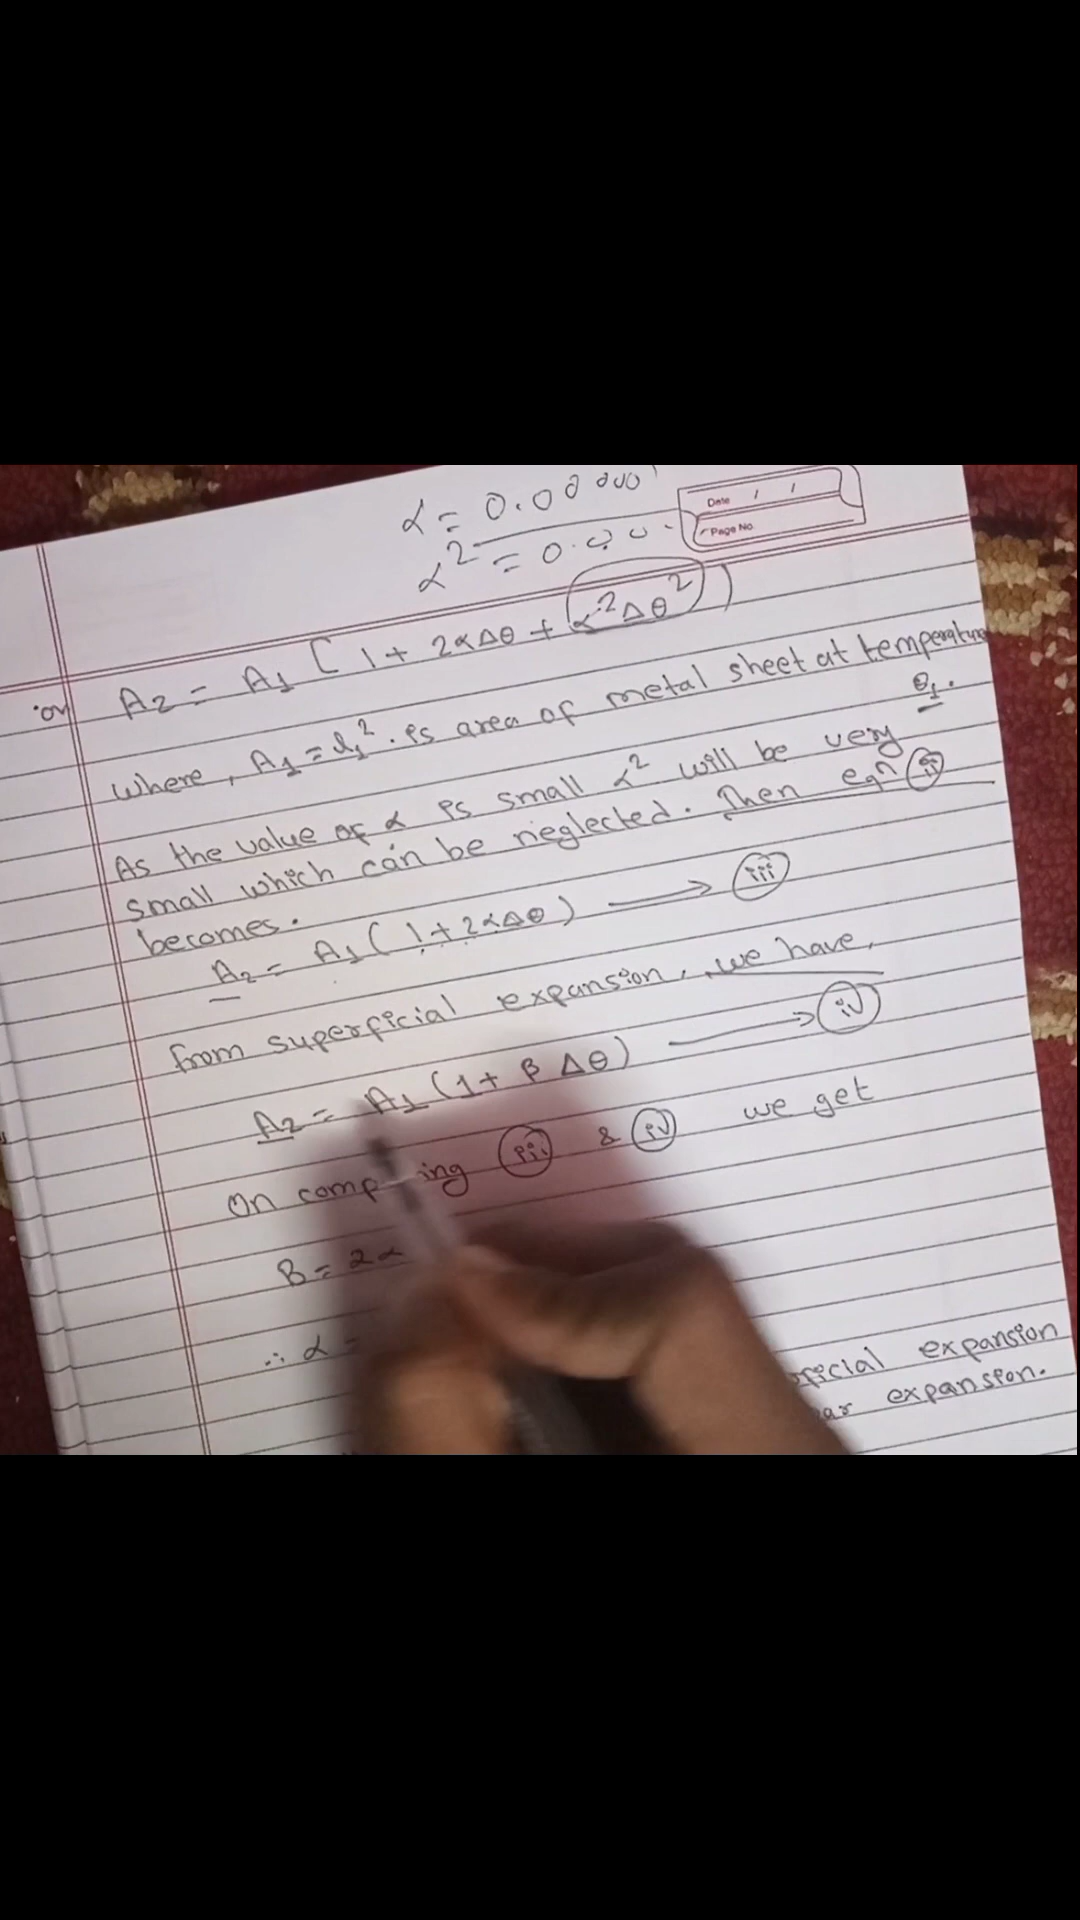 α = 0.00000
Date / /
α² = 0.00
Page No.
or A₂ = A₁ [ 1 + 2αΔθ + α²Δθ² )
where, A₁ = l₁². is area of metal sheet at temperature
θ₁.
As the value of α is small α² will be very
small which can be neglected. Then eqⁿ (ii)
becomes.
A₂ = A₁ ( 1 + 2αΔθ ) → (iii)
from superficial expansion, we have,
A₂ = A₁ (1 + β Δθ) → (iv)
On comp ing (iii) & (iv) we get
B = 2α
∴ α =
ficial expansion
ar expansion.